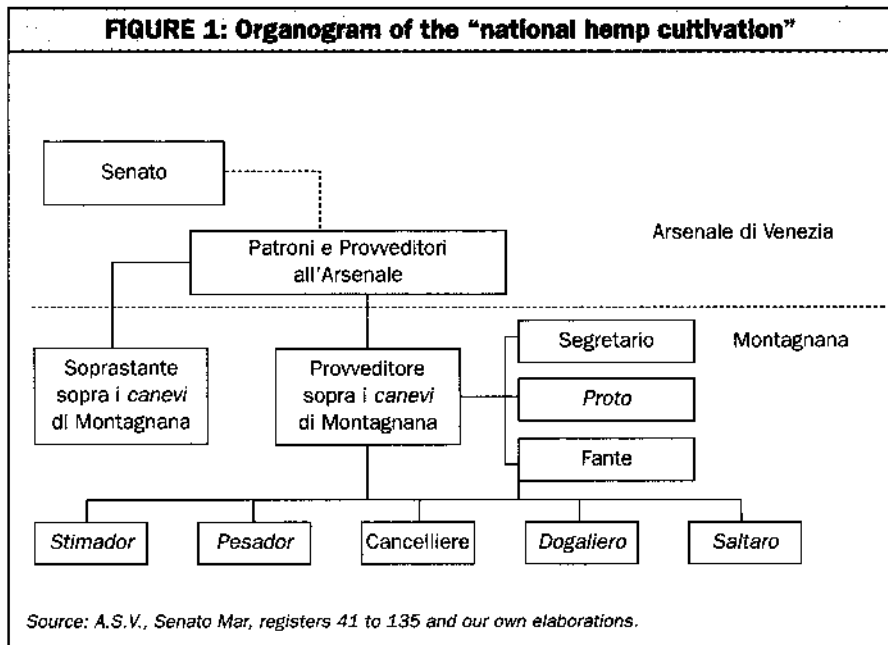 FIGURE 1: Organogram of the “national hemp cultivation”
Senato
Arsenale di Venezia
Patroni e Provveditori
all'Arsenale
Segretario
Montagnana
Soprastante
sopra i canevi
di Montagnana
Provveditore
sopra i canevi
di Montagnana
Proto
Fante
Stimador
Pesador
Cancelliere
Dogaliero
Saltaro
Source: A.S.V., Senato Mar, registers 41 to 135 and our own elaborations.